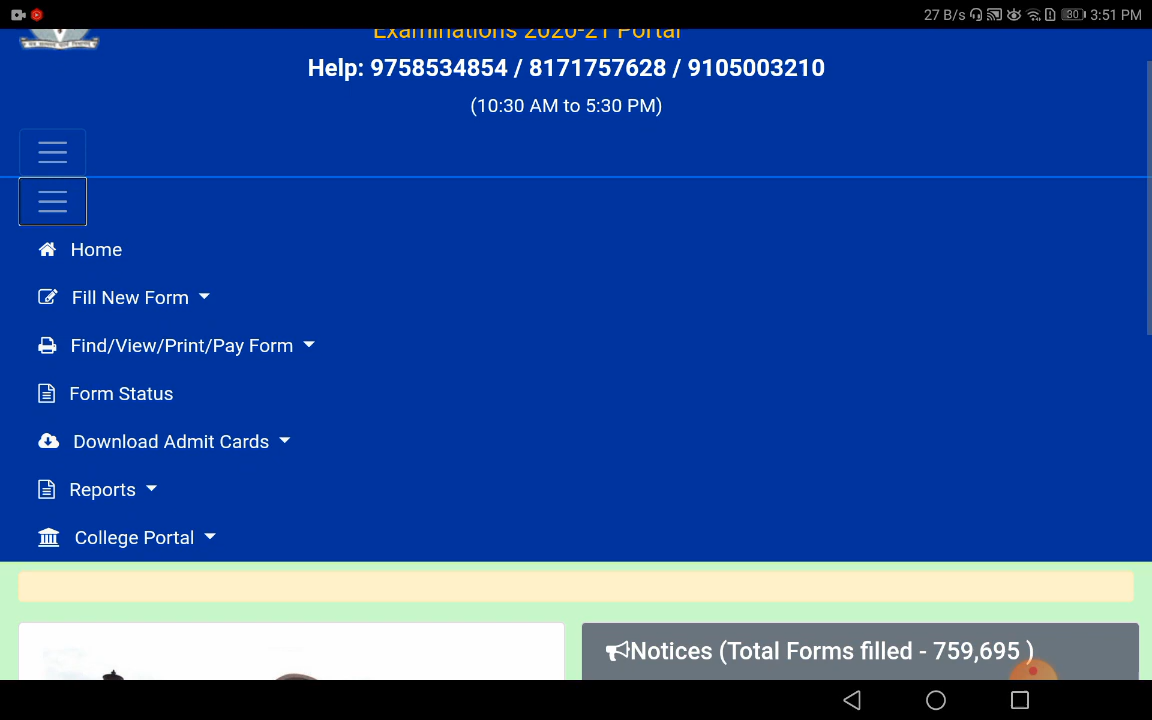 27 B/s 30 3:51 PM
Examinations 2020-21 Portal
Help: 9758534854 / 8171757628 / 9105003210
(10:30 AM to 5:30 PM)
Home
Fill New Form
Find/View/Print/Pay Form
Form Status
Download Admit Cards
Reports
College Portal
Notices (Total Forms filled - 759,695 )